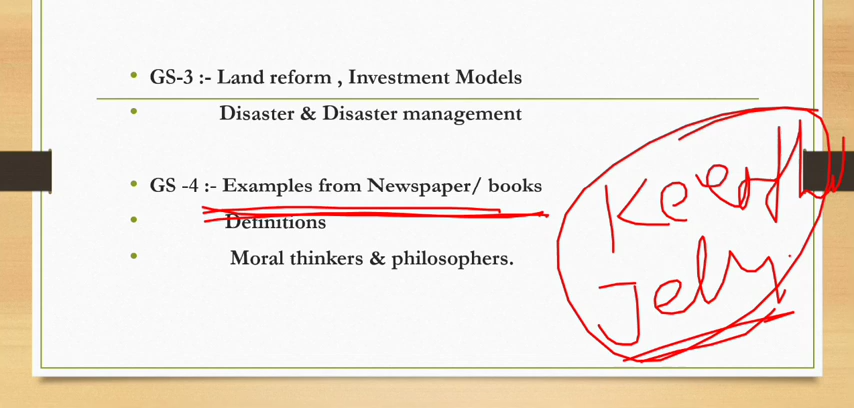 • GS-3 :- Land reform , Investment Models
• Disaster & Disaster management
• GS -4 :- Examples from Newspaper/ books
• Definitions
• Moral thinkers & philosophers.